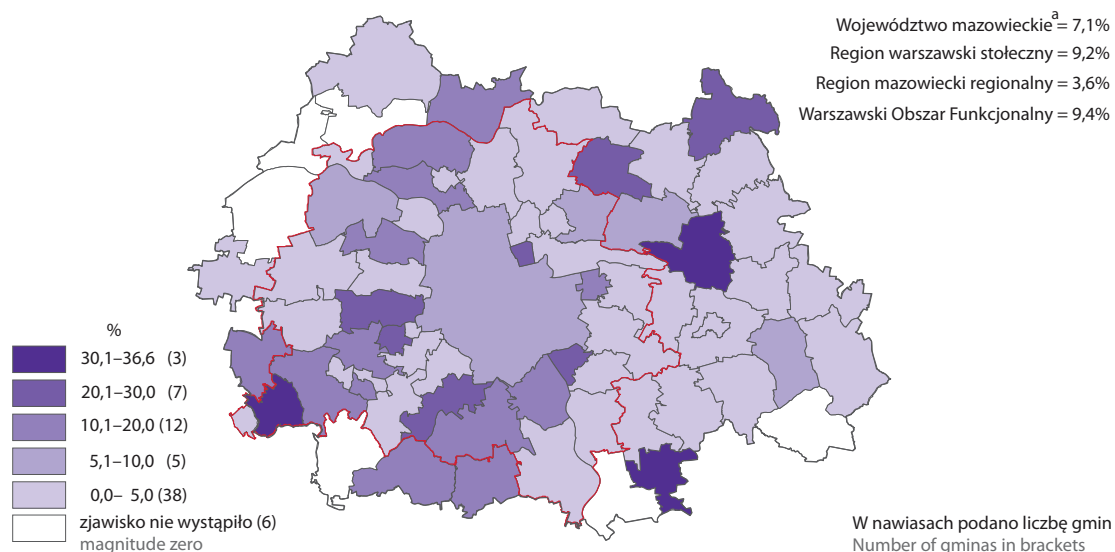 Województwo mazowieckie a = 7,1%
Region warszawski stołeczny = 9,2%
Region mazowiecki regionalny = 3,6%
Warszawski Obszar Funkcjonalny = 9,4%
%
30,1–36,6 (3)
20,1–30,0 (7)
10,1–20,0 (12)
5,1–10,0 (5)
0,0– 5,0 (38)
zjawisko nie wystąpiło (6)
magnitude zero
W nawiasach podano liczbę gmin
Number of gminas in brackets